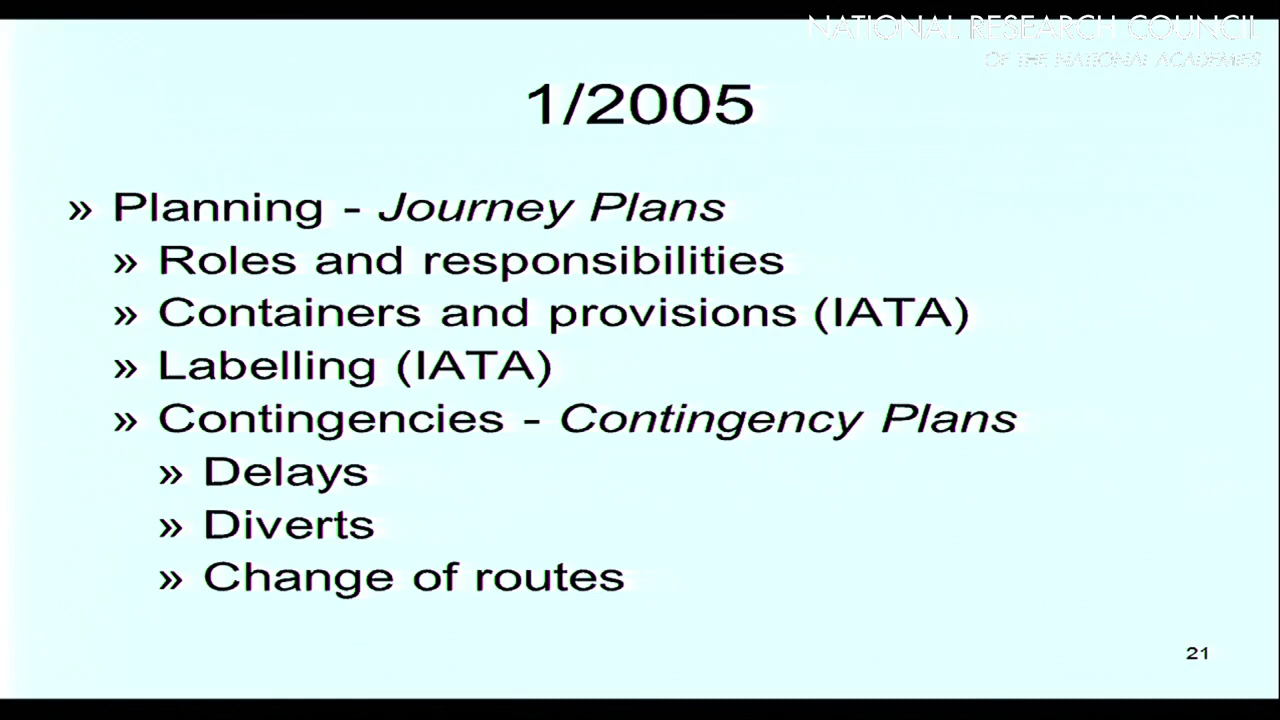 NATIONAL RESEARCH COUNCIL
OF THE NATIONAL ACADEMIES
1/2005
» Planning - Journey Plans
» Roles and responsibilities
» Containers and provisions (IATA)
» Labelling (IATA)
» Contingencies - Contingency Plans
» Delays
» Diverts
» Change of routes
21